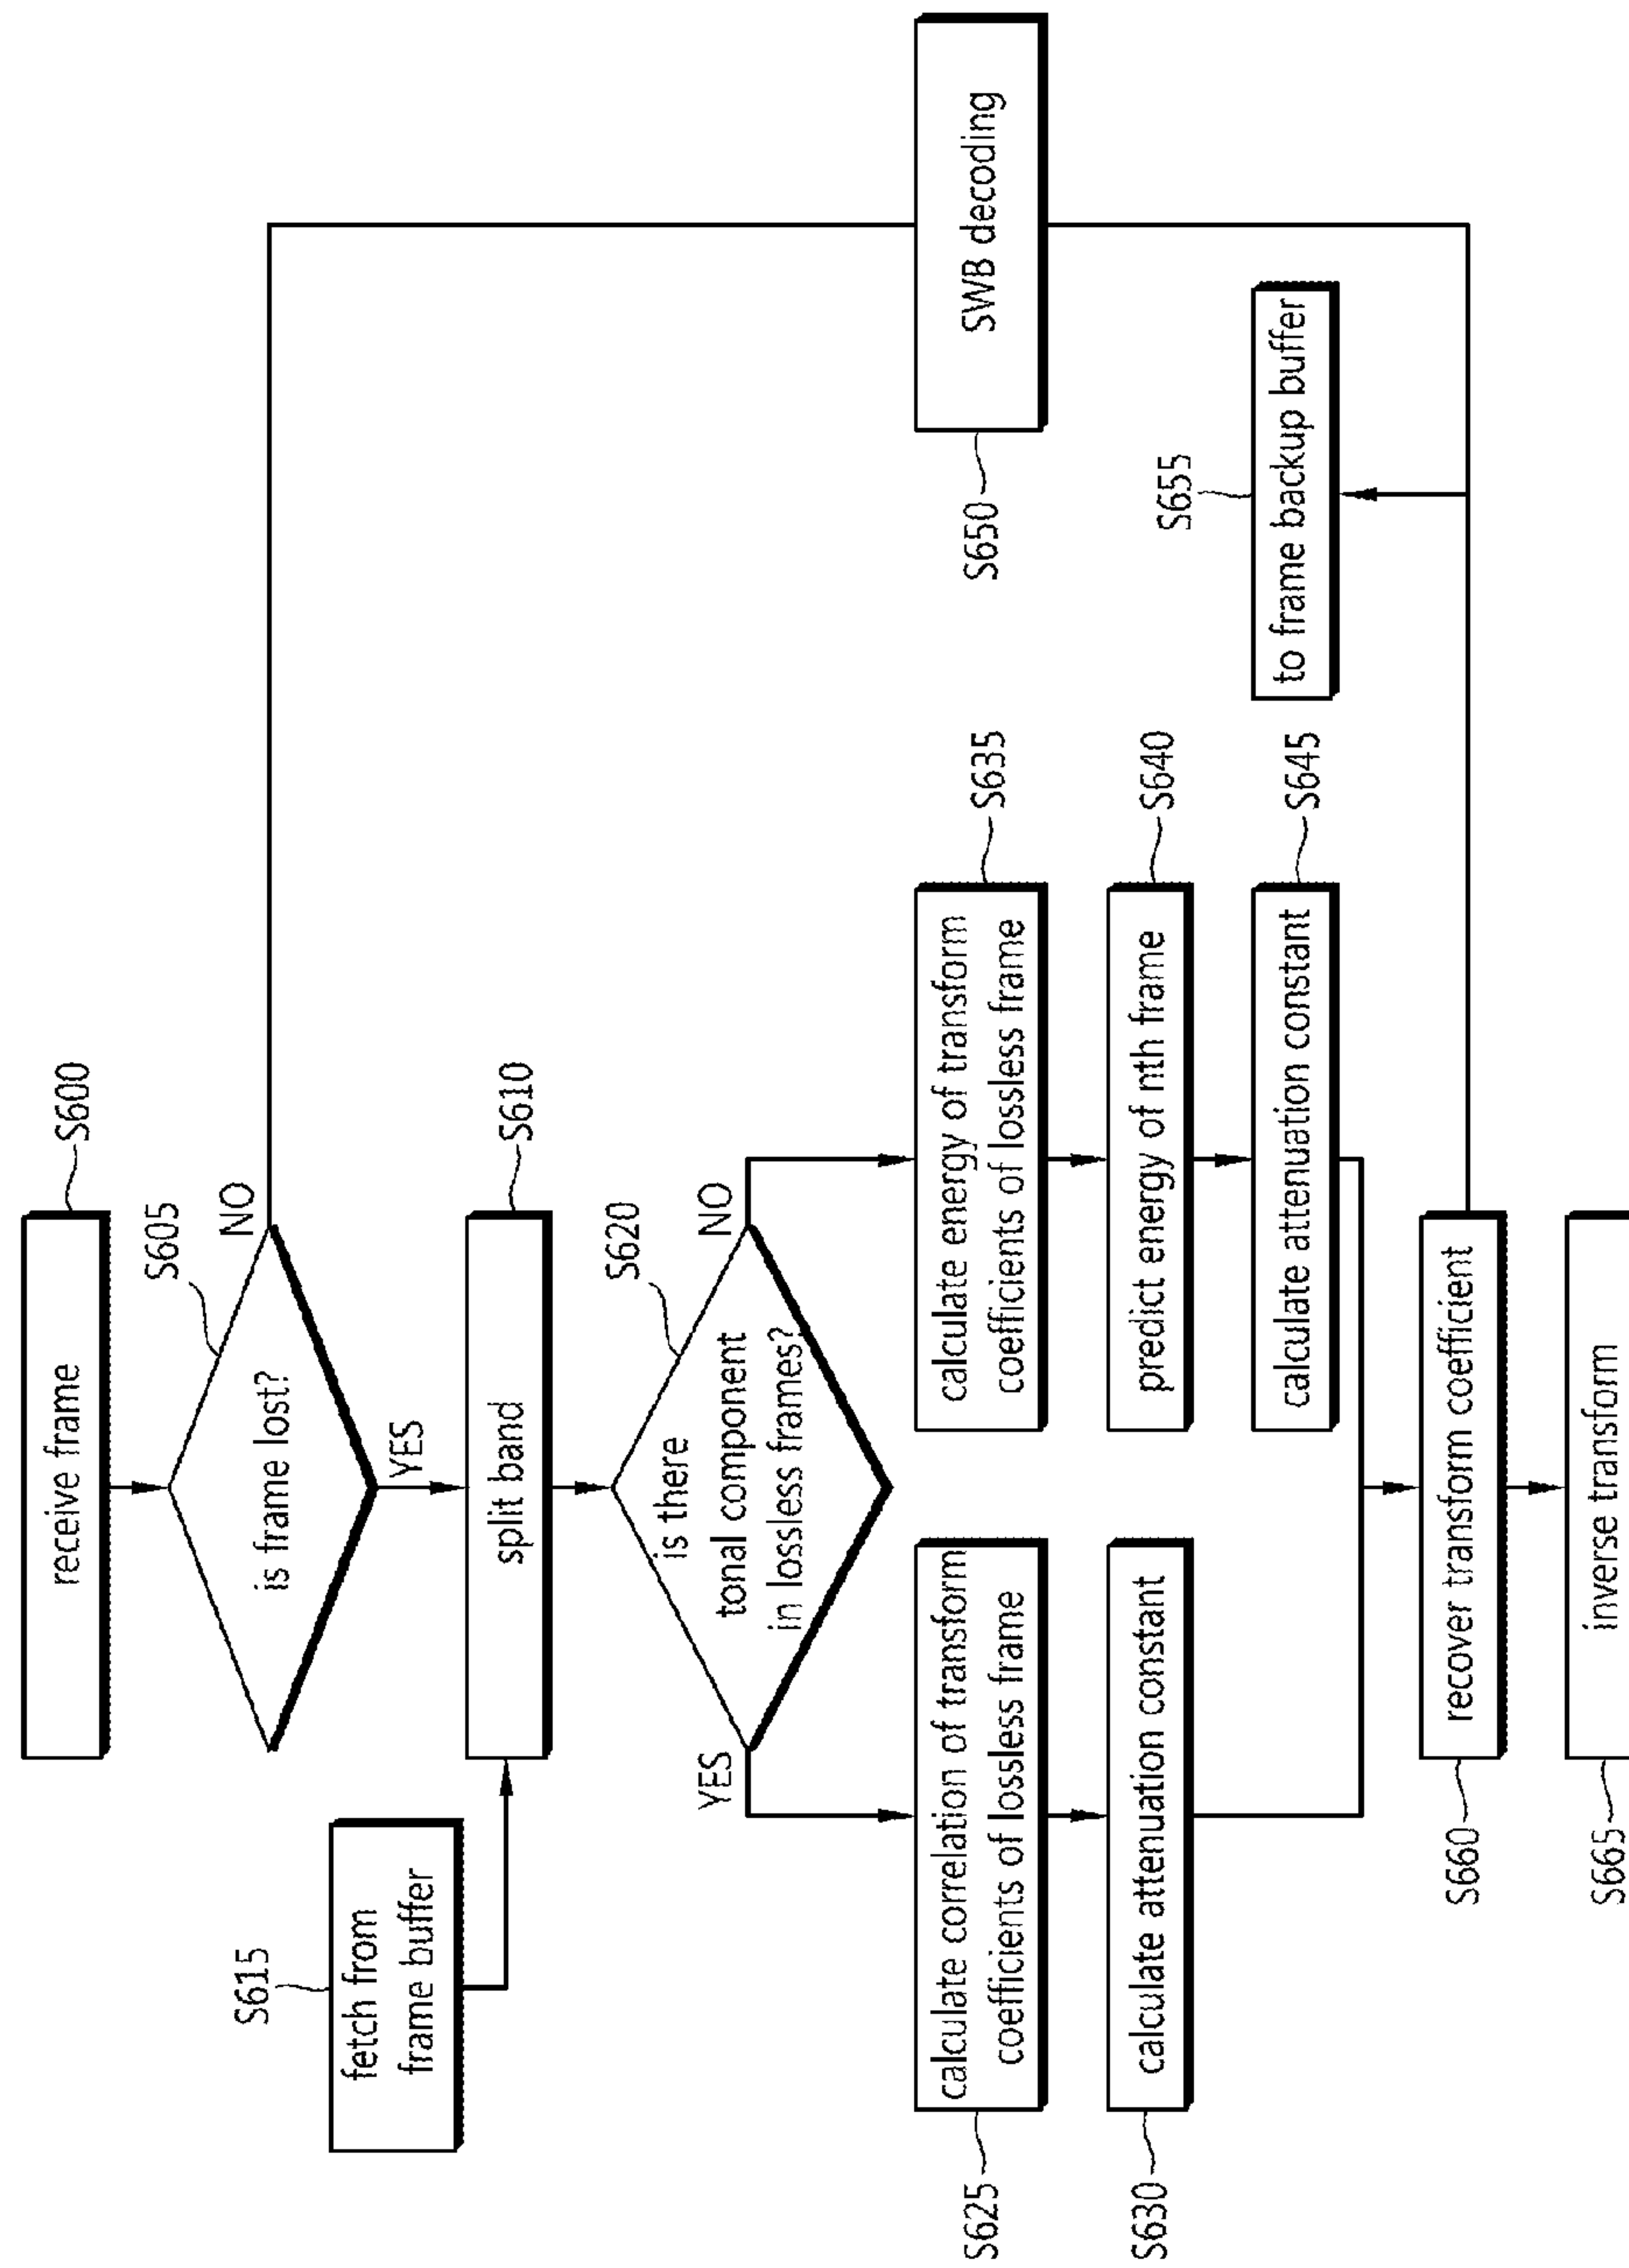 receive frame
S600
is frame lost?
S605
NO
YES
fetch from
frame buffer
S615
split band
S610
is there
tonal component
in lossless frames?
S620
YES
NO
calculate correlation of transform
coefficients of lossless frame
S625
calculate energy of transform
coefficients of lossless frame
S635
SWB decoding
S650
calculate attenuation constant
S630
predict energy of nth frame
S640
calculate attenuation constant
S645
to frame backup buffer
S655
recover transform coefficient
S660
inverse transform
S665